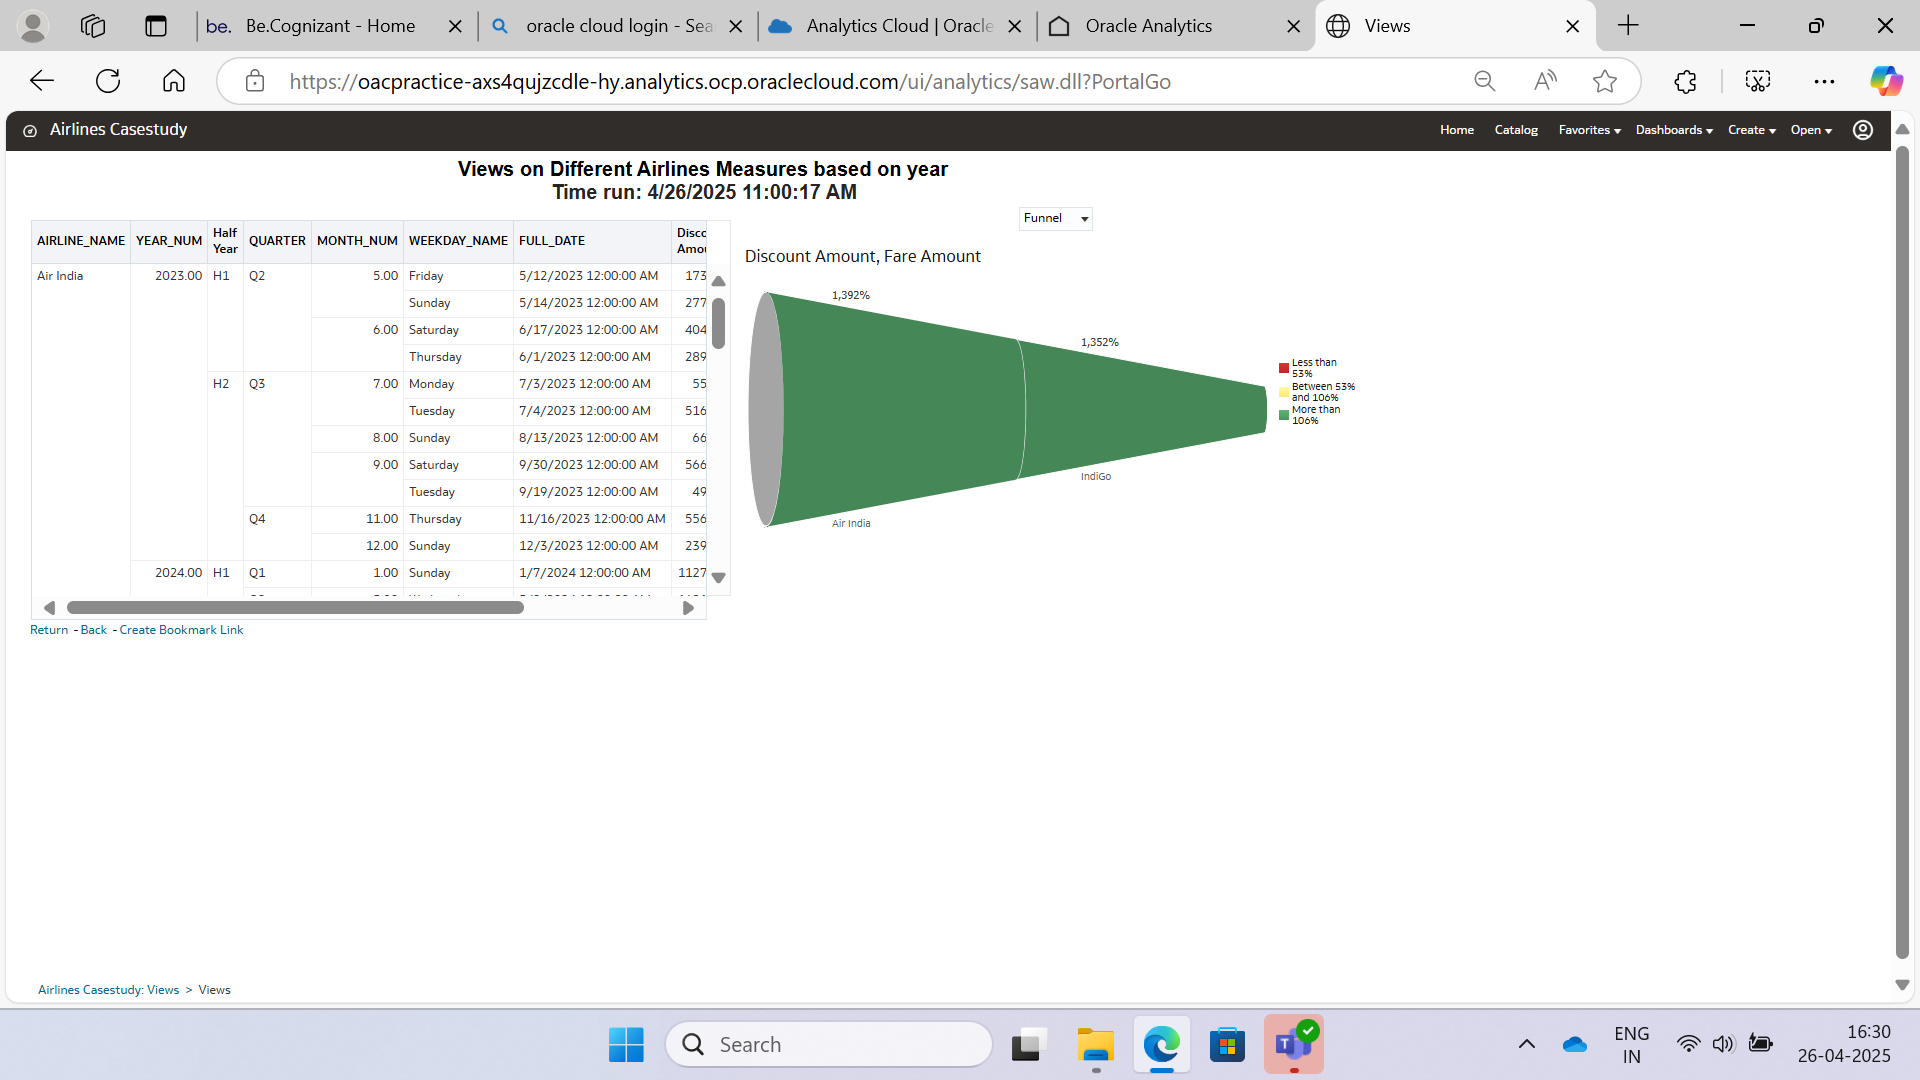 be. Be.Cognizant - Home
oracle cloud login - Sea
Analytics Cloud | Oracle
Oracle Analytics
Views
https://oacpractice-axs4qujzcdle-hy.analytics.ocp.oraclecloud.com/ui/analytics/saw.dll?PortalGo
Airlines Casestudy
Home Catalog Favorites Dashboards Create Open
Views on Different Airlines Measures based on year
Time run: 4/26/2025 11:00:17 AM
Funnel
AIRLINE_NAME YEAR_NUM Half Year QUARTER MONTH_NUM WEEKDAY_NAME FULL_DATE Disco Amou
Air India 2023.00 H1 Q2 5.00 Friday 5/12/2023 12:00:00 AM 173
Sunday 5/14/2023 12:00:00 AM 277
6.00 Saturday 6/17/2023 12:00:00 AM 404
Thursday 6/1/2023 12:00:00 AM 289
H2 Q3 7.00 Monday 7/3/2023 12:00:00 AM 55
Tuesday 7/4/2023 12:00:00 AM 516
8.00 Sunday 8/13/2023 12:00:00 AM 66
9.00 Saturday 9/30/2023 12:00:00 AM 566
Tuesday 9/19/2023 12:00:00 AM 49
Q4 11.00 Thursday 11/16/2023 12:00:00 AM 556
12.00 Sunday 12/3/2023 12:00:00 AM 239
2024.00 H1 Q1 1.00 Sunday 1/7/2024 12:00:00 AM 1127
Return - Back - Create Bookmark Link
Discount Amount, Fare Amount
1,392%
1,352%
IndiGo
Air India
Less than
53%
Between 53%
and 106%
More than
106%
Airlines Casestudy: Views > Views
Search
ENG
IN
16:30
26-04-2025